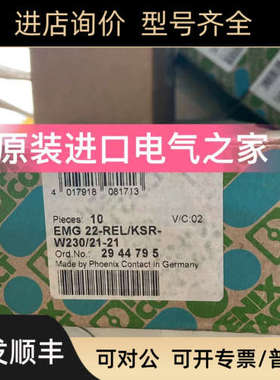 进店询价 型号齐全
原装进口电气之家
4 017918 081713
Pieces: 10
V/C:02
EMG 22-REL/KSR-
W230/21-21
Ord.No.: 29 44 79 5
Made by Phoenix Contact in Germany
发顺丰
可对公 可开专票/普